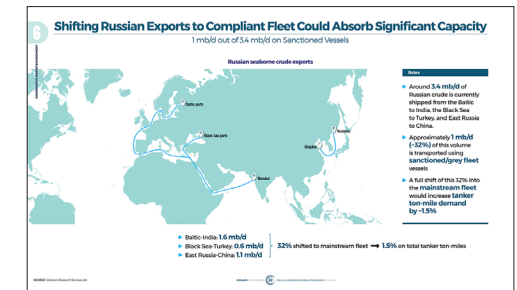 6
Shifting Russian Exports to Compliant Fleet Could Absorb Significant Capacity
1 mb/d out of 3.4 mb/d on Sanctioned Vessels
Russian seaborne crude exports
Baltic ports
Black Sea ports
Mumbai
Qingdao
Notes
Around 3.4 mb/d of
Russian crude is currently
shipped from the Baltic
to India, the Black Sea
to Turkey, and East Russia
to China.
Approximately 1 mb/d
(~32%) of this volume
is transported using
sanctioned/grey fleet
vessels
A full shift of this 32% into
the mainstream fleet
would increase tanker
ton-mile demand
by ~1.5%
Baltic-India: 1.6 mb/d
Black Sea-Turkey: 0.6 mb/d
East Russia-China: 1.1 mb/d
32% shifted to mainstream fleet → 1.5% on total tanker ton-miles